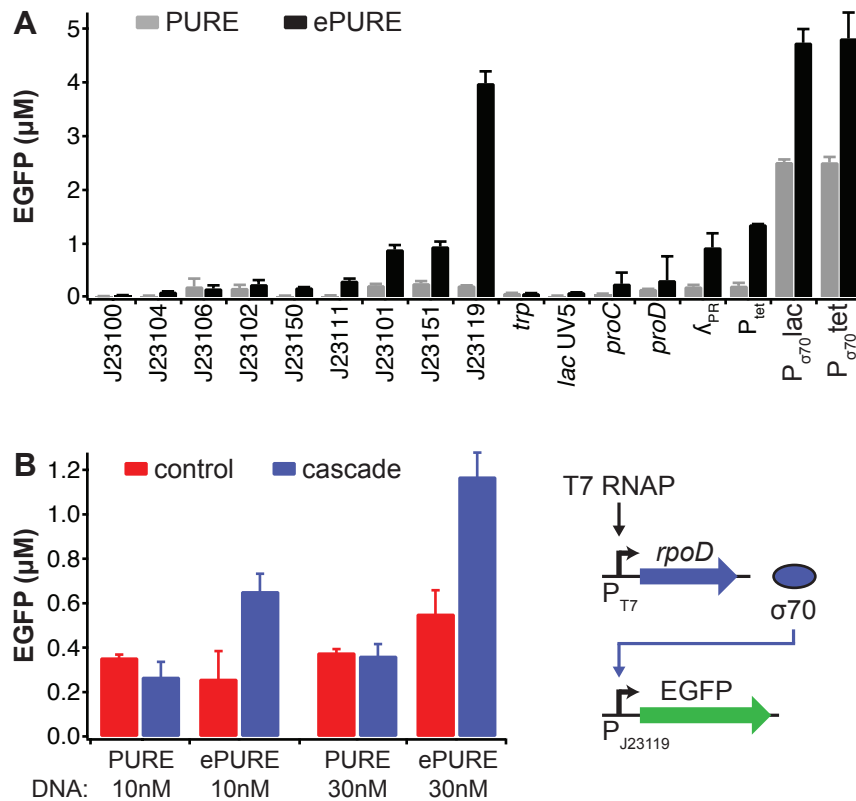 A
PURE ePURE
EGFP (µM)
5
4
3
2
1
0
J23100
J23104
J23106
J23102
J23150
J23111
J23101
J23151
J23119
trp
lac UV5
proC
proD
λPR
Ptet
Pσ70lac
Pσ70tet
B
control cascade
EGFP (µM)
1.2
1.0
0.8
0.6
0.4
0.2
0.0
PURE ePURE PURE ePURE
DNA: 10nM 10nM 30nM 30nM
T7 RNAP
rpoD
PT7
σ70
EGFP
PJ23119